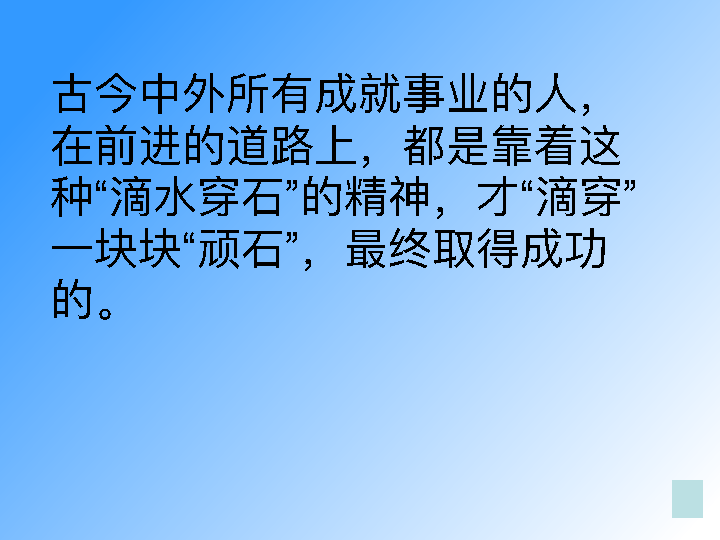 古今中外所有成就事业的人，
在前进的道路上，都是靠着这
种“滴水穿石”的精神，才“滴穿”
一块块“顽石”，最终取得成功
的。